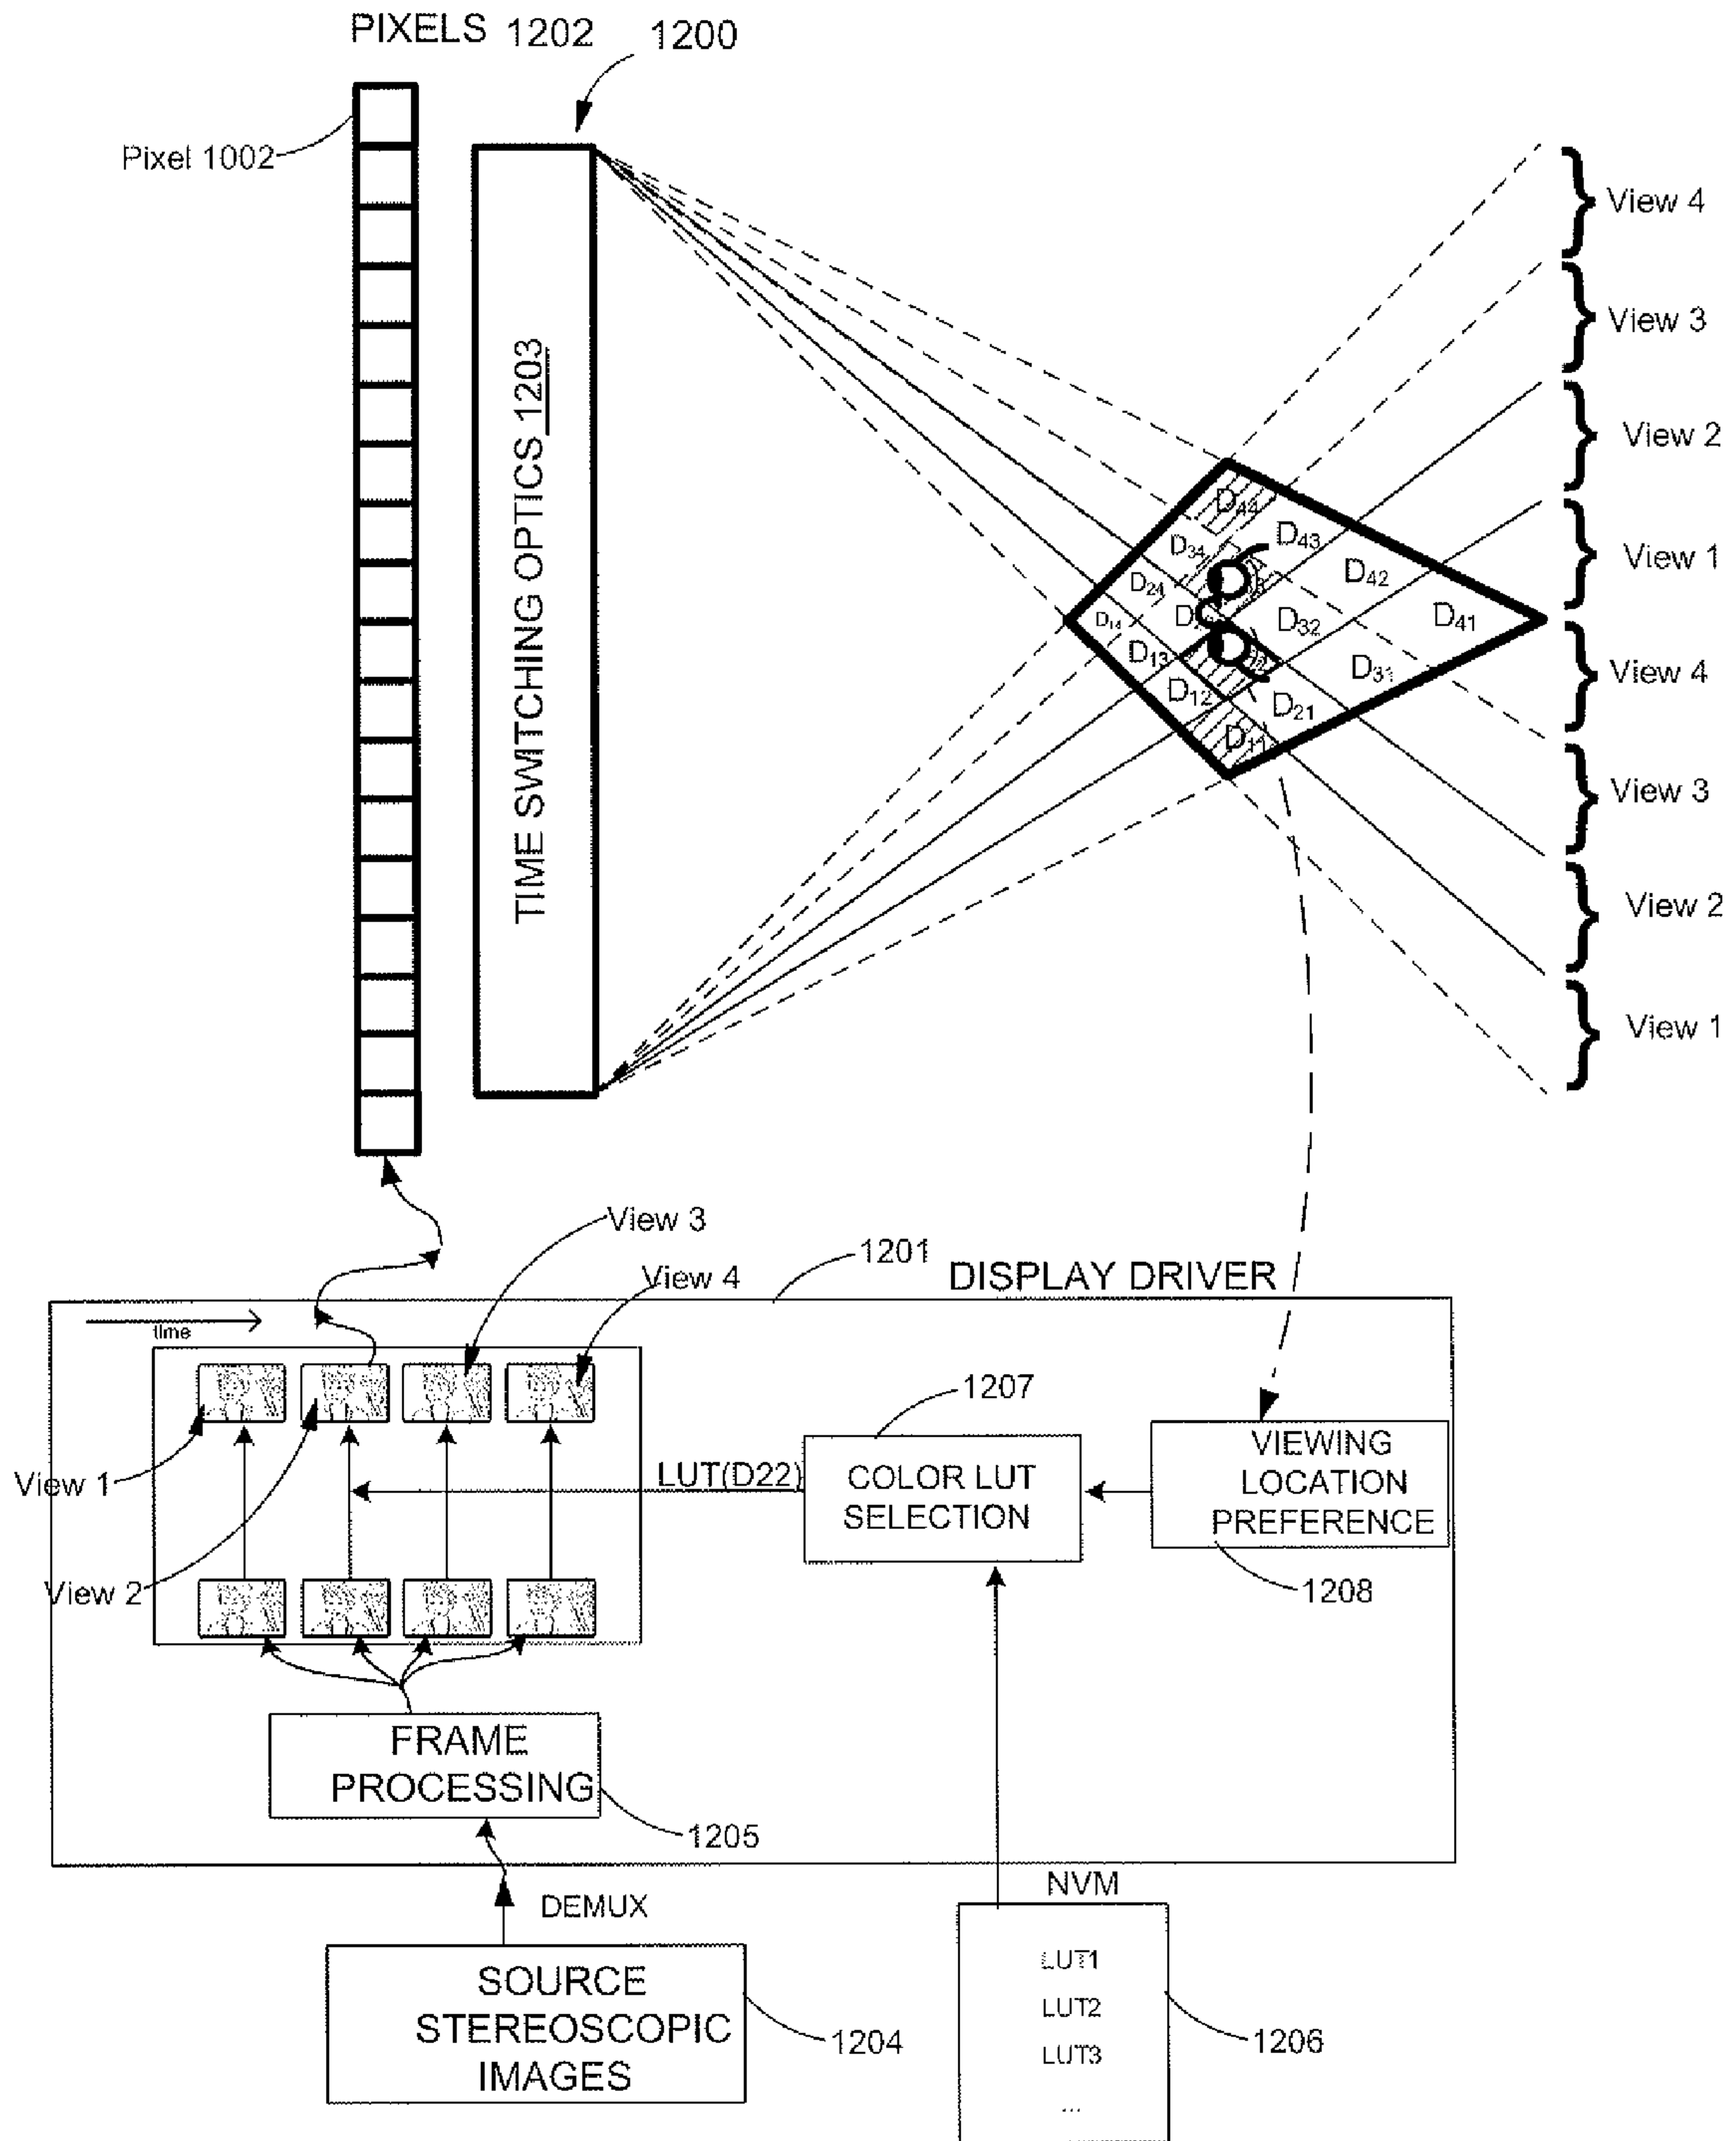 PIXELS 1202
1200
Pixel 1002
TIME SWITCHING OPTICS 1203
View 4
View 3
View 2
View 1
View 4
View 3
View 2
View 1
D44
D34
D43
D24
D42
D14
D32
D41
D13
D31
D12
D21
D11
View 3
1201
View 4
DISPLAY DRIVER
time
1207
VIEWING
LOCATION
PREFERENCE
COLOR LUT
SELECTION
LUT(D22)
View 1
View 2
1208
FRAME
PROCESSING
1205
NVM
DEMUX
SOURCE
STEREOSCOPIC
IMAGES
1204
LUT1
LUT2
LUT3
...
1206